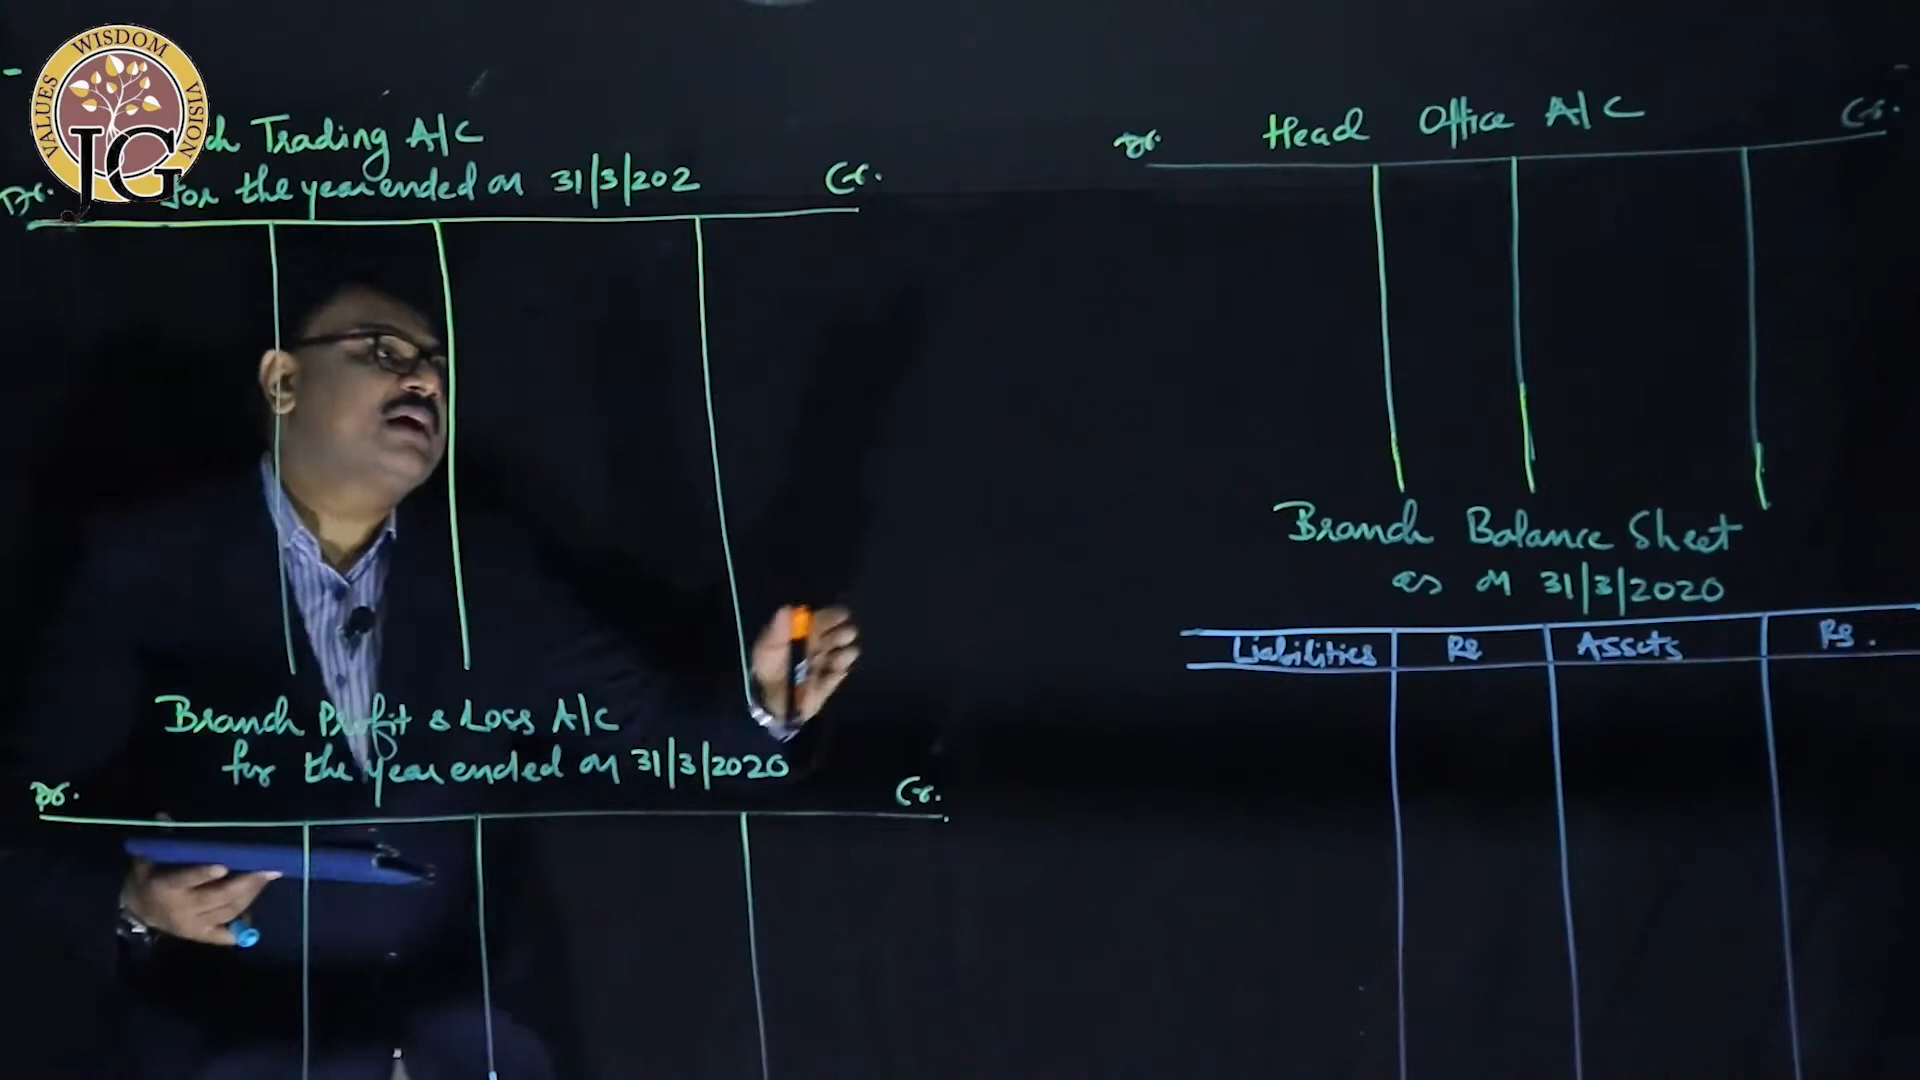 VALUES WISDOM VISION
JG
ch Trading A/C
Dr. for the year ended on 31/3/202 Cr.
Branch Profit & Loss A/C
for the year ended on 31/3/2020
Dr. Cr.
Dr. Head Office A/C Cr.
Branch Balance Sheet
as on 31/3/2020
Liabilities Rs Assets Rs.